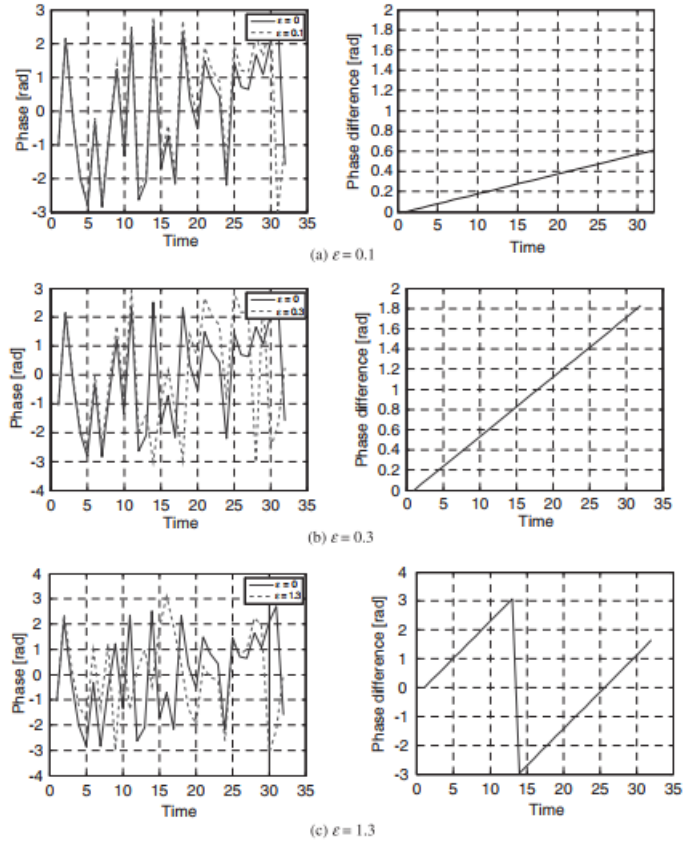 3
2
1
0
-1
-2
-3
Phase [rad]
ε = 0
ε = 0.1
0 5 10 15 20 25 30 35
Time
2
1.8
1.6
1.4
1.2
1
0.8
0.6
0.4
0.2
0
Phase difference [rad]
0 5 10 15 20 25 30
Time
(a) ε = 0.1
3
2
1
0
-1
-2
-3
-4
Phase [rad]
ε = 0
ε = 0.3
0 5 10 15 20 25 30 35
Time
2
1.8
1.6
1.4
1.2
1
0.8
0.6
0.4
0.2
0
Phase difference [rad]
0 5 10 15 20 25 30 35
Time
(b) ε = 0.3
4
3
2
1
0
-1
-2
-3
-4
Phase [rad]
ε = 0
ε = 1.3
0 5 10 15 20 25 30 35
Time
4
3
2
1
0
-1
-2
-3
Phase difference [rad]
0 5 10 15 20 25 30 35
Time
(c) ε = 1.3